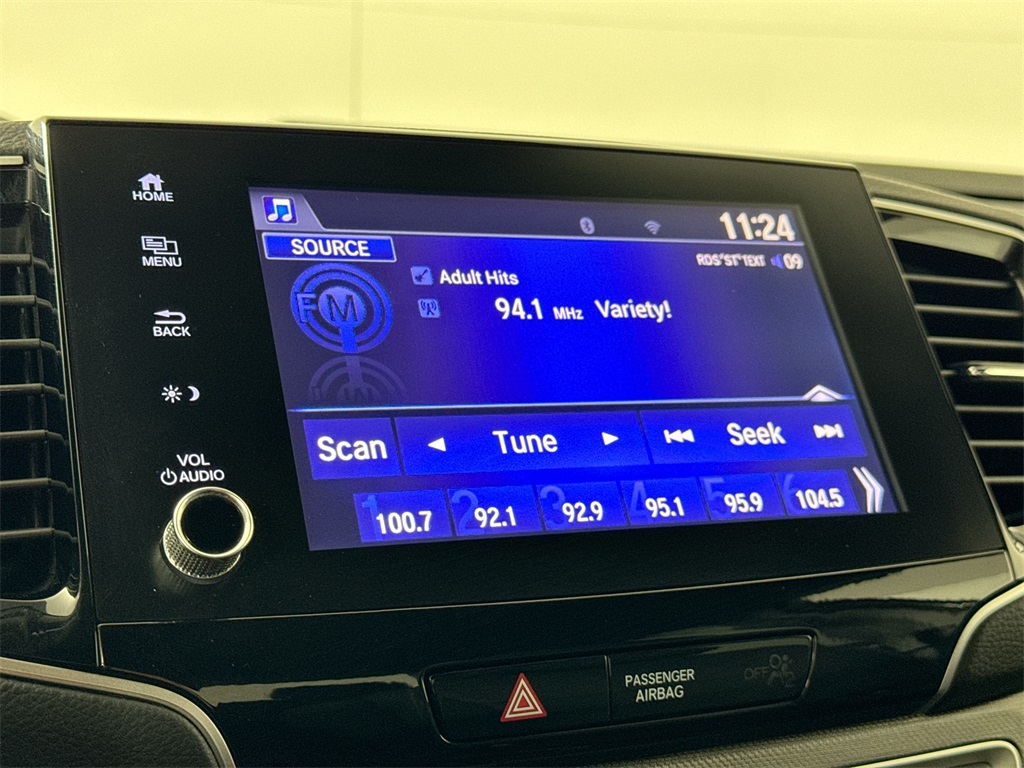 HOME
MENU
BACK
VOL
AUDIO
11:24
SOURCE
RDS ST TEXT 09
FM
Adult Hits
94.1 MHz Variety!
Scan Tune Seek
1 100.7 2 92.1 3 92.9 4 95.1 5 95.9 6 104.5
PASSENGER
AIRBAG
OFF